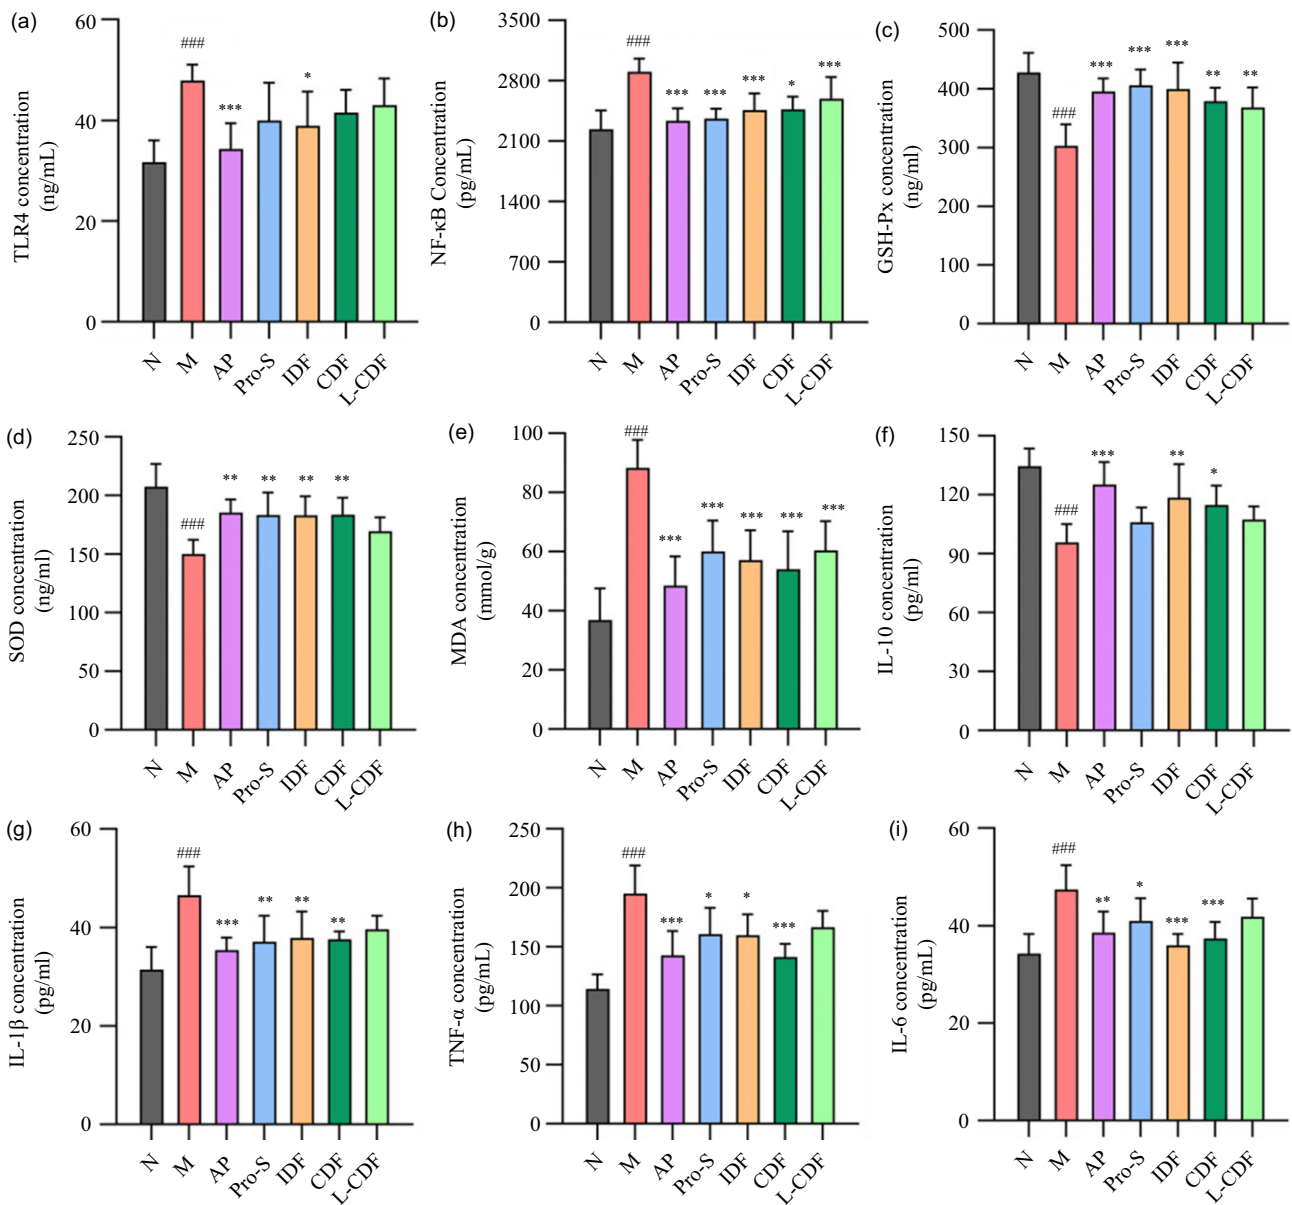 (a)
TLR4 concentration
(ng/mL)
60
40
20
0
###
***
*
N
M
AP
Pro-S
IDF
CDF
L-CDF
(b)
NF-κB Concentration
(pg/mL)
3500
2800
2100
1400
700
0
###
***
***
***
*
***
N
M
AP
Pro-S
IDF
CDF
L-CDF
(c)
GSH-Px concentration
(ng/ml)
500
400
300
200
100
0
###
***
***
***
**
**
N
M
AP
Pro-S
IDF
CDF
L-CDF
(d)
SOD concentration
(ng/ml)
250
200
150
100
50
0
###
**
**
**
**
N
M
AP
Pro-S
IDF
CDF
L-CDF
(e)
MDA concentration
(mmol/g)
100
80
60
40
20
0
###
***
***
***
***
***
N
M
AP
Pro-S
IDF
CDF
L-CDF
(f)
IL-10 concentration
(pg/ml)
150
120
90
60
30
0
###
***
**
*
N
M
AP
Pro-S
IDF
CDF
L-CDF
(g)
IL-1β concentration
(pg/ml)
60
40
20
0
###
***
**
**
**
N
M
AP
Pro-S
IDF
CDF
L-CDF
(h)
TNF-α concentration
(pg/mL)
250
200
150
100
50
0
###
***
*
*
***
N
M
AP
Pro-S
IDF
CDF
L-CDF
(i)
IL-6 concentration
(pg/mL)
60
40
20
0
###
**
*
***
***
N
M
AP
Pro-S
IDF
CDF
L-CDF